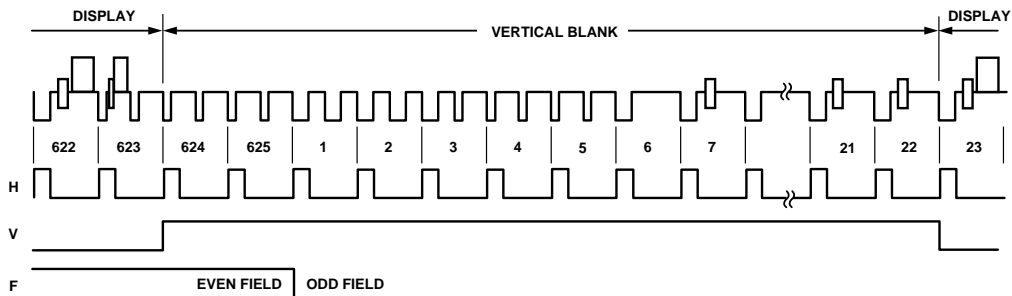 DISPLAY DISPLAY
VERTICAL BLANK
622 623 624 625 1 2 3 4 5 6 7 21 22 23
H
V
F EVEN FIELD ODD FIELD